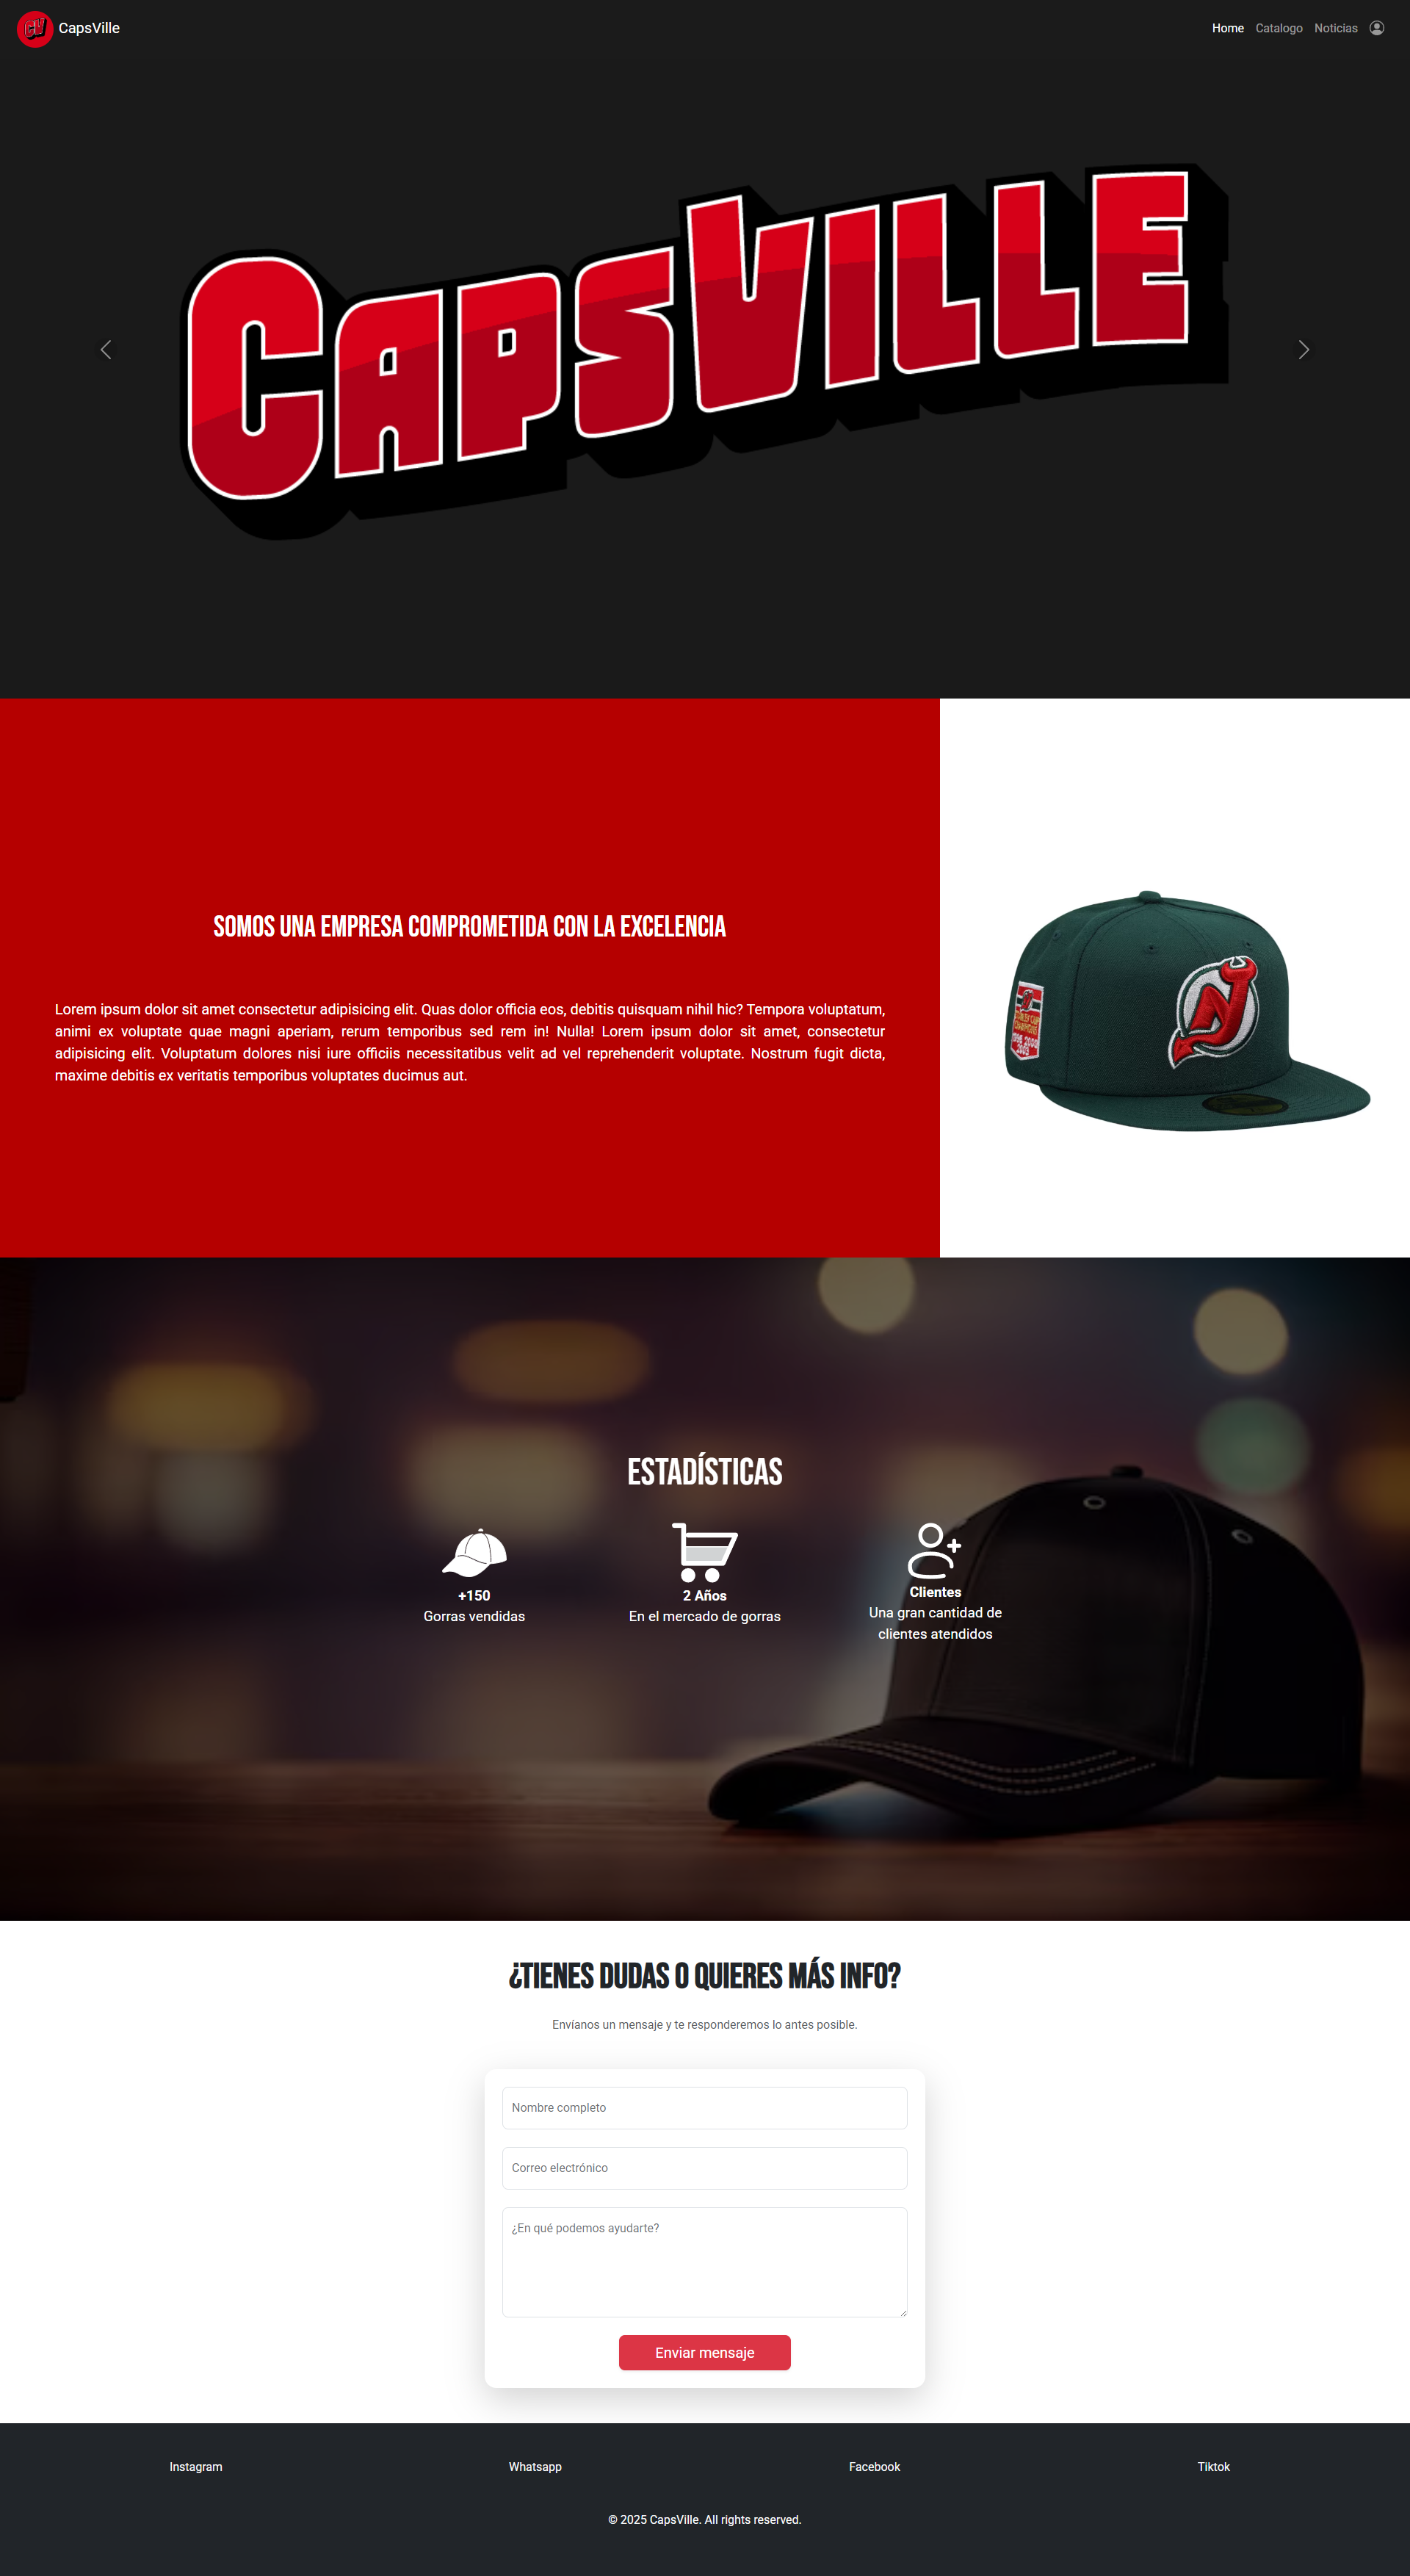 CapsVille
Home Catalogo Noticias
CAPSVILLE
SOMOS UNA EMPRESA COMPROMETIDA CON LA EXCELENCIA
Lorem ipsum dolor sit amet consectetur adipisicing elit. Quas dolor officia eos, debitis quisquam nihil hic? Tempora voluptatum,
animi ex voluptate quae magni aperiam, rerum temporibus sed rem in! Nulla! Lorem ipsum dolor sit amet, consectetur
adipisicing elit. Voluptatum dolores nisi iure officiis necessitatibus velit ad vel reprehenderit voluptate. Nostrum fugit dicta,
maxime debitis ex veritatis temporibus voluptates ducimus aut.
ESTADÍSTICAS
+150
Gorras vendidas
2 Años
En el mercado de gorras
Clientes
Una gran cantidad de
clientes atendidos
¿TIENES DUDAS O QUIERES MÁS INFO?
Envíanos un mensaje y te responderemos lo antes posible.
Nombre completo
Correo electrónico
¿En qué podemos ayudarte?
Enviar mensaje
Instagram
Whatsapp
Facebook
Tiktok
© 2025 CapsVille. All rights reserved.